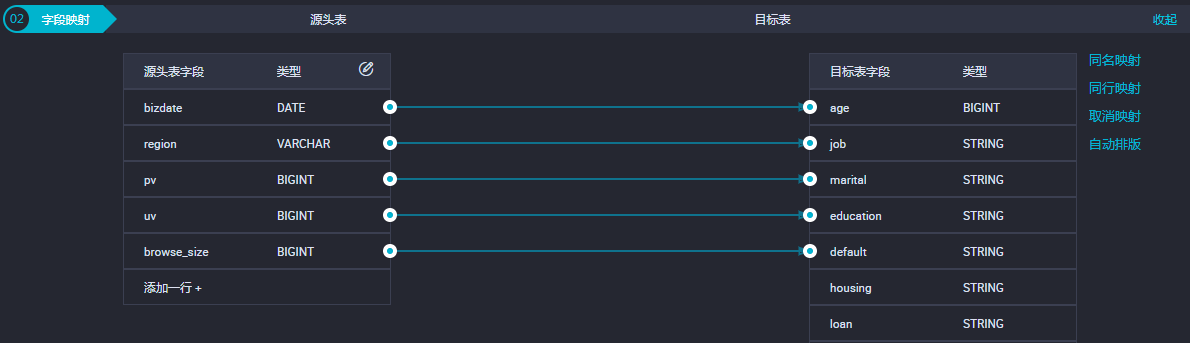 02 字段映射 源头表 目标表 收起
源头表字段 类型 目标表字段 类型 同名映射
bizdate DATE age BIGINT 同行映射
region VARCHAR job STRING 取消映射
pv BIGINT marital STRING 自动排版
uv BIGINT education STRING
browse_size BIGINT default STRING
添加一行 + housing STRING
loan STRING